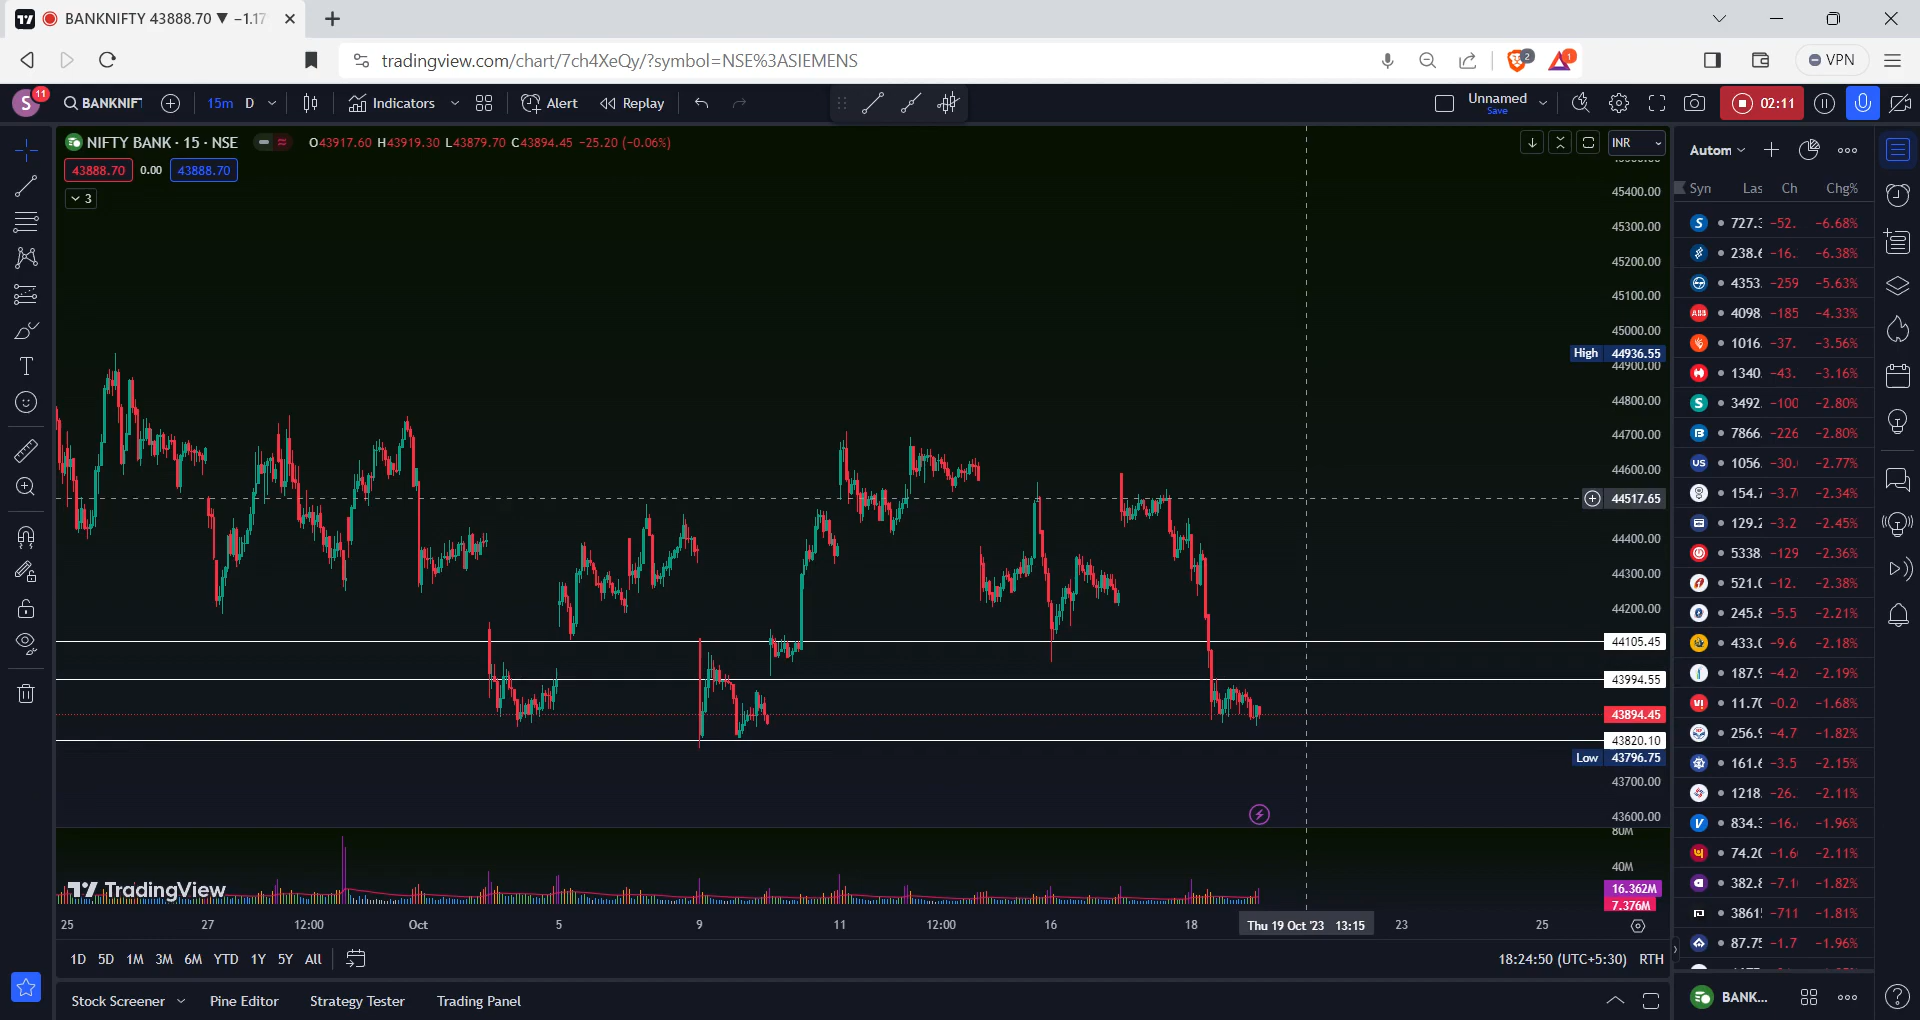 BANKNIFTY 43888.70 ▼ −1.17
tradingview.com/chart/7ch4XeQy/?symbol=NSE%3ASIEMENS
2
1
VPN
S
11
BANKNIF
15m D
Indicators
Alert
Replay
Unnamed
Save
02:11
NIFTY BANK · 15 · NSE
O43917.60 H43919.30 L43879.70 C43894.45 −25.20 (−0.06%)
INR
43888.70 0.00 43888.70
3
45400.00
45300.00
45200.00
45100.00
45000.00
High 44936.55
44900.00
44800.00
44700.00
44600.00
44517.65
44400.00
44300.00
44200.00
44105.45
43994.55
43894.45
43820.10
Low 43796.75
43700.00
43600.00
80M
40M
16.362M
7.376M
TradingView
25 27 12:00 Oct 5 9 11 12:00 16 18 Thu 19 Oct '23 13:15 23 25
1D 5D 1M 3M 6M YTD 1Y 5Y All
18:24:50 (UTC+5:30) RTH
Stock Screener Pine Editor Strategy Tester Trading Panel
Autom
Syn Las Ch Chg%
727. −52. −6.68%
238.6 −16. −6.38%
4353. −259 −5.63%
4098. −185 −4.33%
1016. −37. −3.56%
1340. −43. −3.16%
3492. −100 −2.80%
7866. −226 −2.80%
1056. −30. −2.77%
154.7 −3.7 −2.34%
129.2 −3.2 −2.45%
5338. −129 −2.36%
521.0 −12. −2.38%
245.8 −5.5 −2.21%
433.0 −9.6 −2.18%
187.9 −4.2 −2.19%
11.70 −0.2 −1.68%
256.9 −4.7 −1.82%
161.6 −3.5 −2.15%
1218. −26. −2.11%
834. −16. −1.96%
74.20 −1.6 −2.11%
382.8 −7.1 −1.82%
3861 −711 −1.81%
87.75 −1.7 −1.96%
BANK...